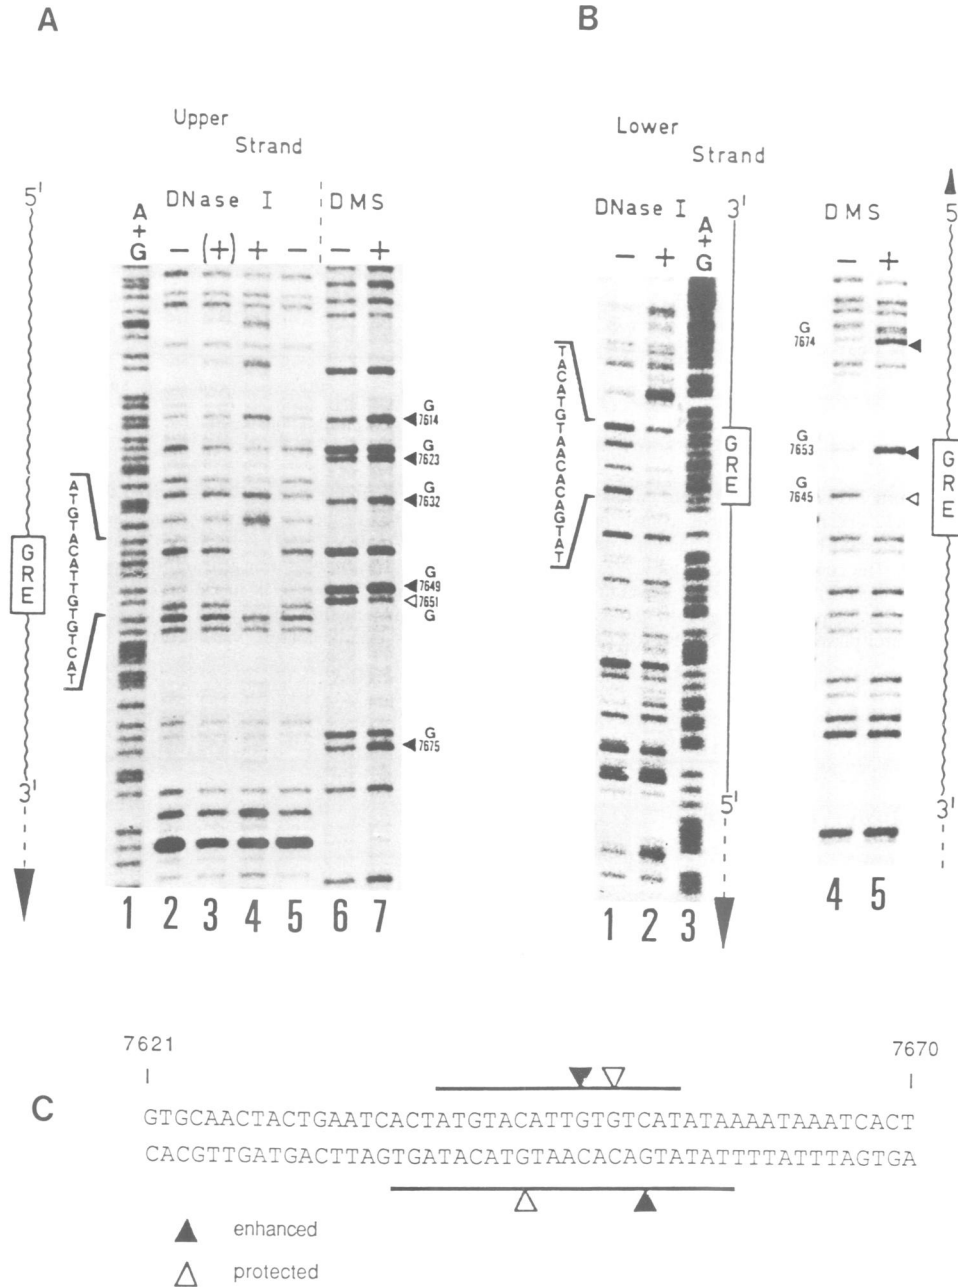 A
B
Upper
Strand
5'
DNase I
DMS
A
+
G
− (+) + −
− +
G
7614
G
7623
G
7632
G
7649
7651
G
G
7675
ATGTACATTGTGTCAT
GRE
3'
1 2 3 4 5 6 7
Lower
Strand
DNase I
− +
A
+
G
3'
TACATGTAACACAGTAT
GRE
5'
1 2 3
DMS
− +
5'
G
7674
G
7653
G
7645
GRE
3'
4 5
C
7621
7670
GTGCAACTACTGAATCACTATGTACATTGTGTCATATAAAATAAATCACT
CACGTTGATGACTTAGTGATACATGTAACACAGTATATTTTATTTAGTGA
enhanced
protected